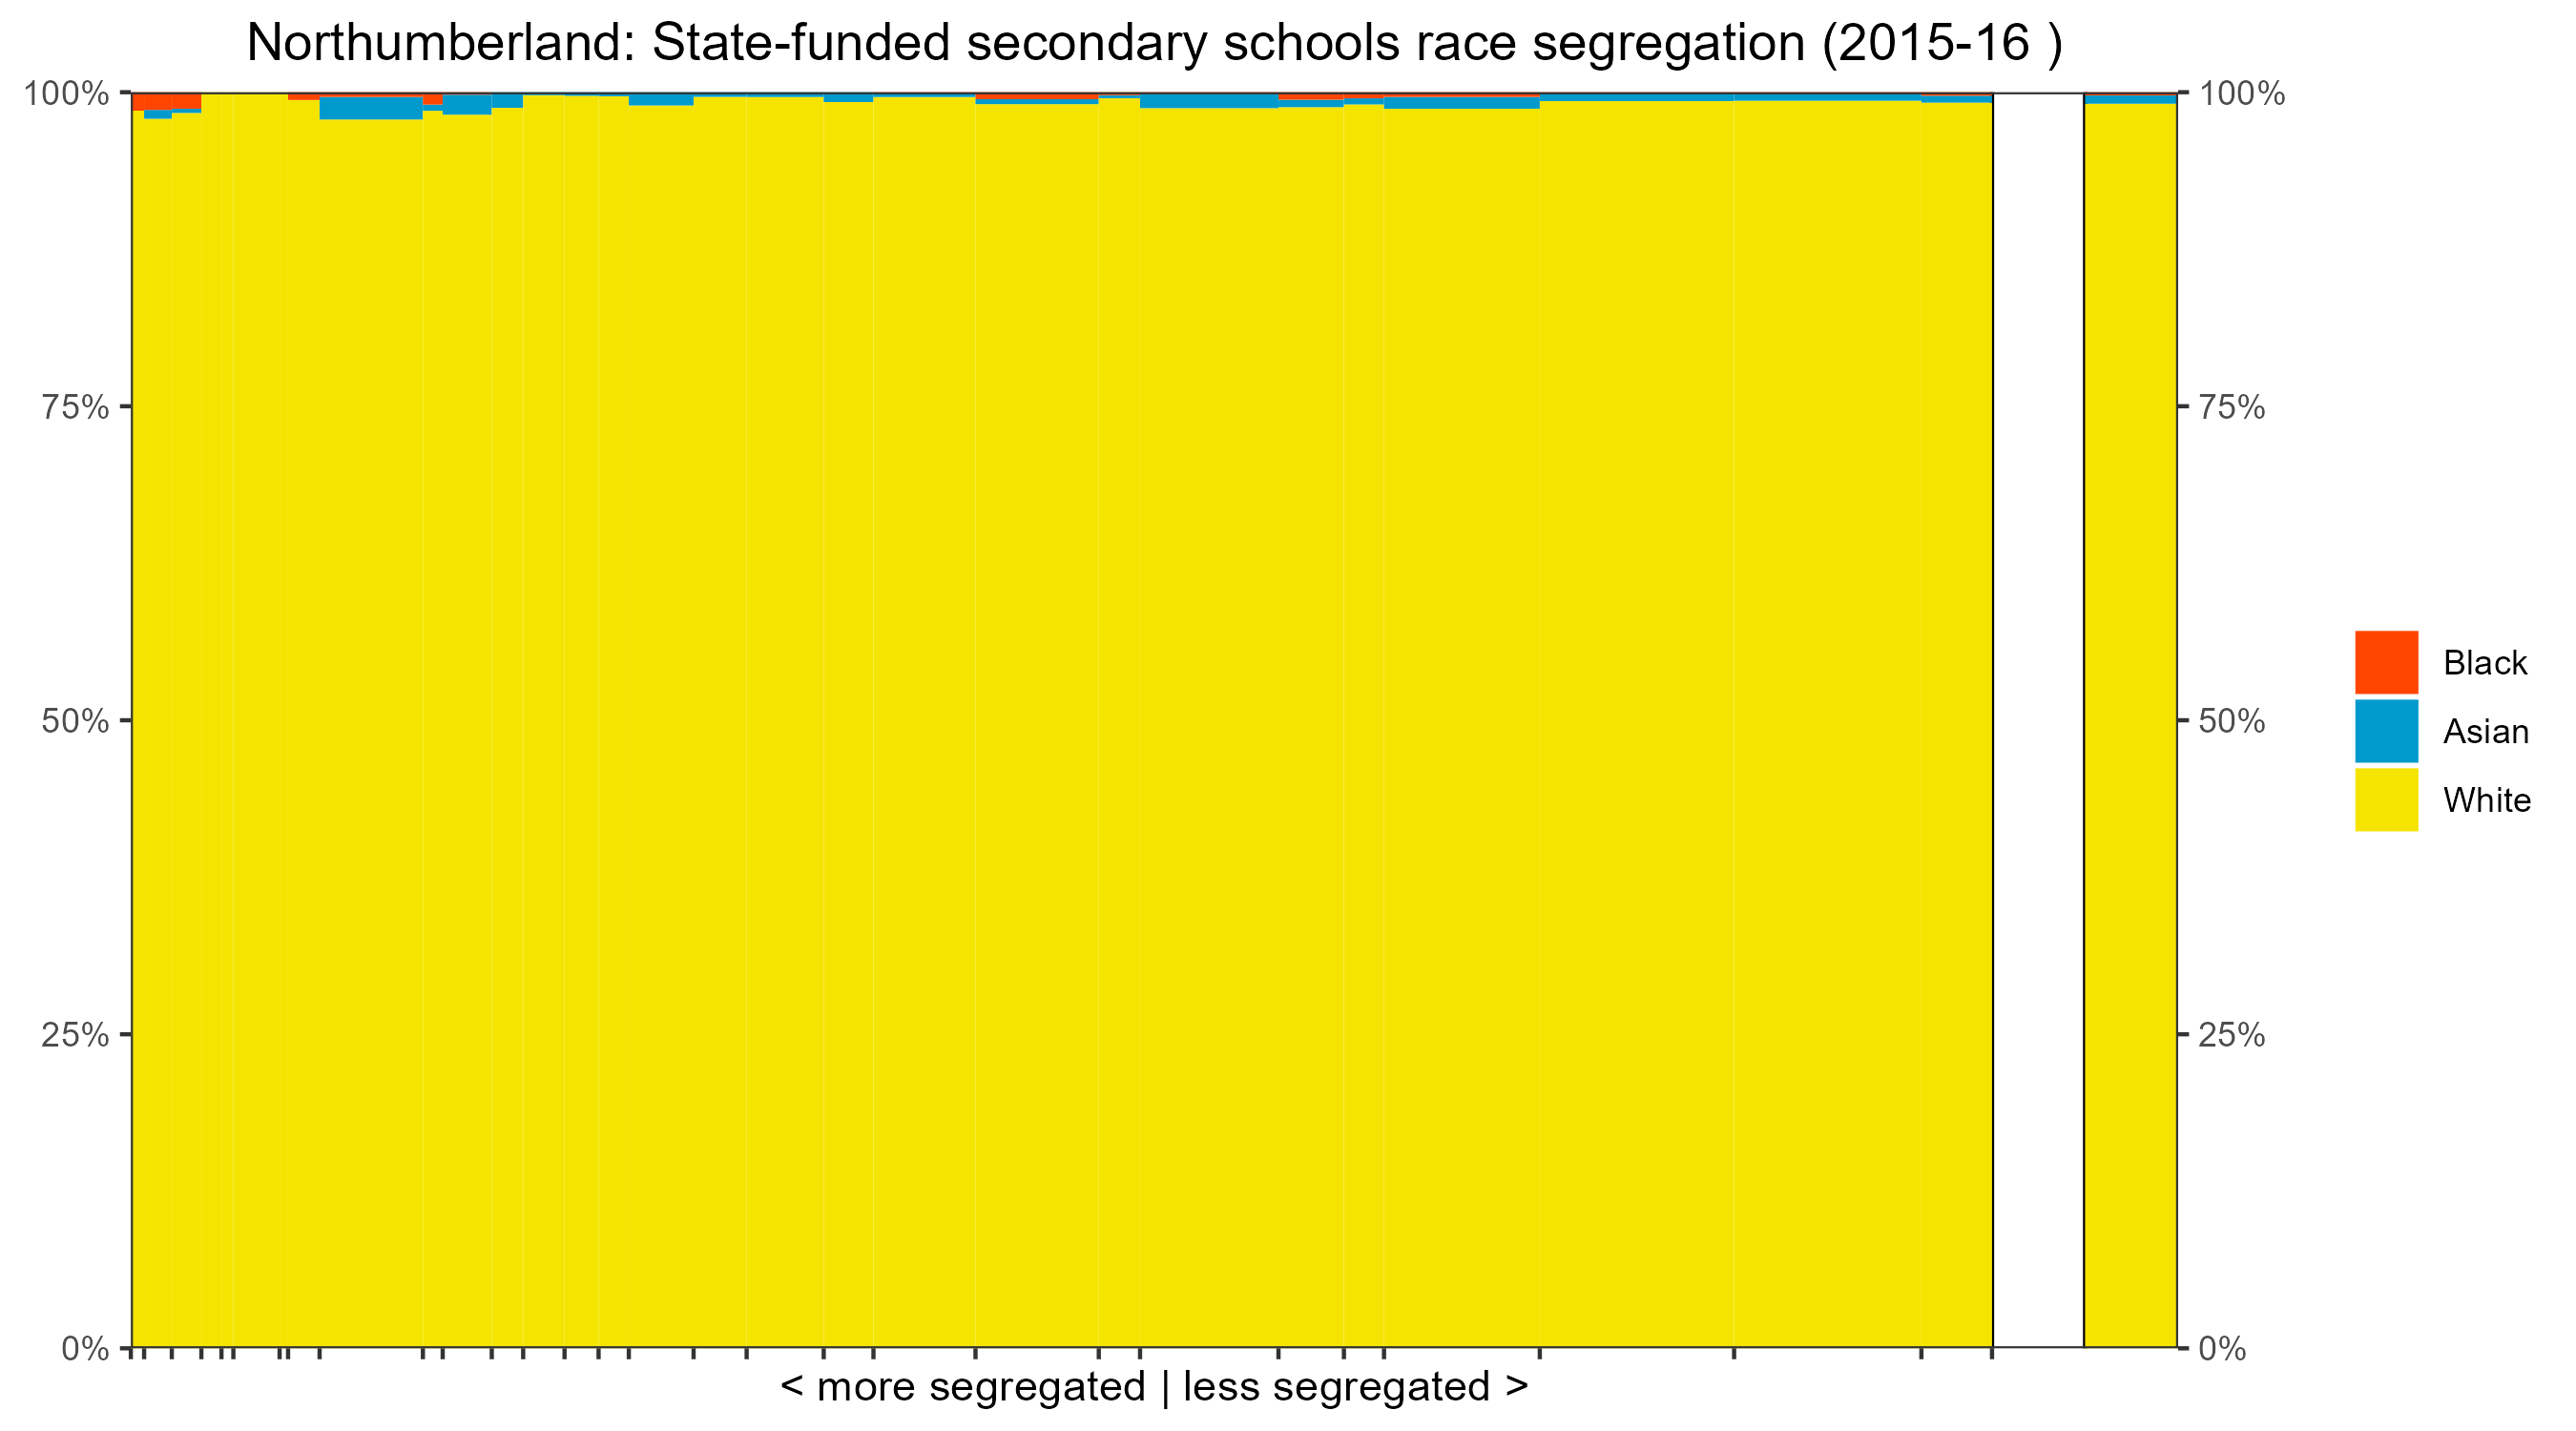 Northumberland: State-funded secondary schools race segregation (2015-16 )
100%
75%
50%
25%
0%
100%
75%
50%
25%
0%
Black
Asian
White
< more segregated | less segregated >